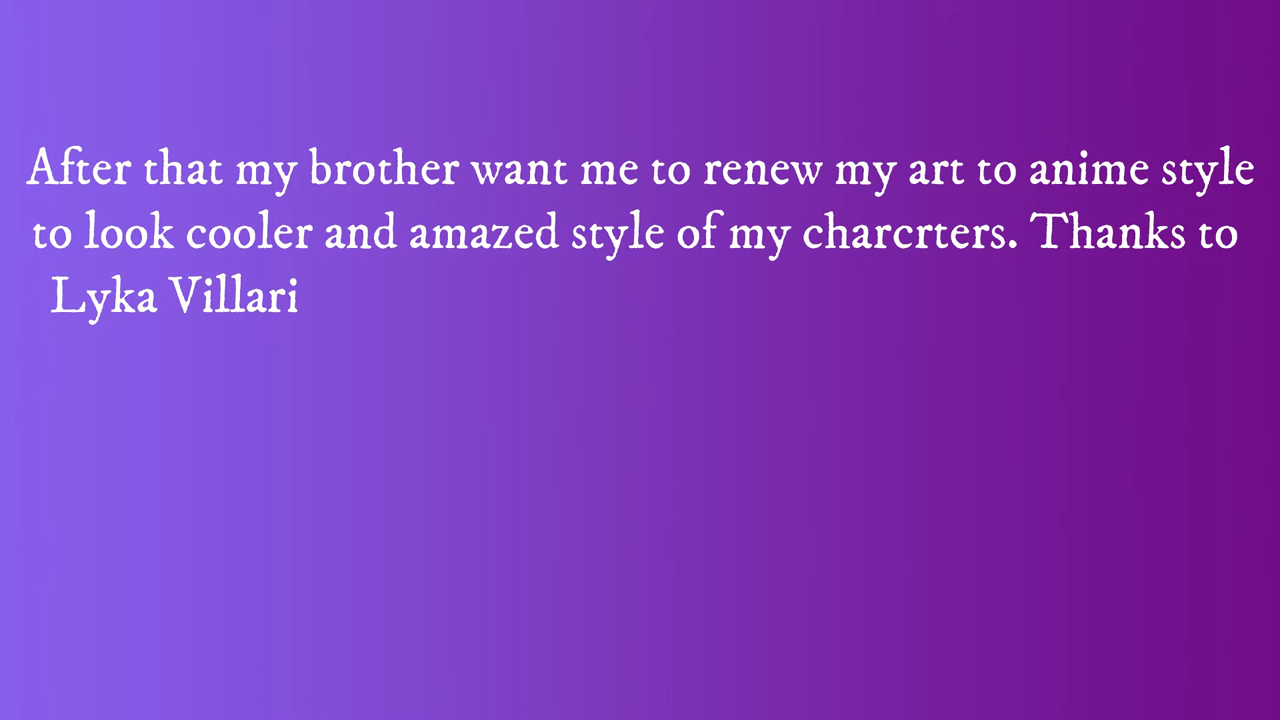 After that my brother want me to renew my art to anime style
to look cooler and amazed style of my charcrters. Thanks to
Lyka Villari